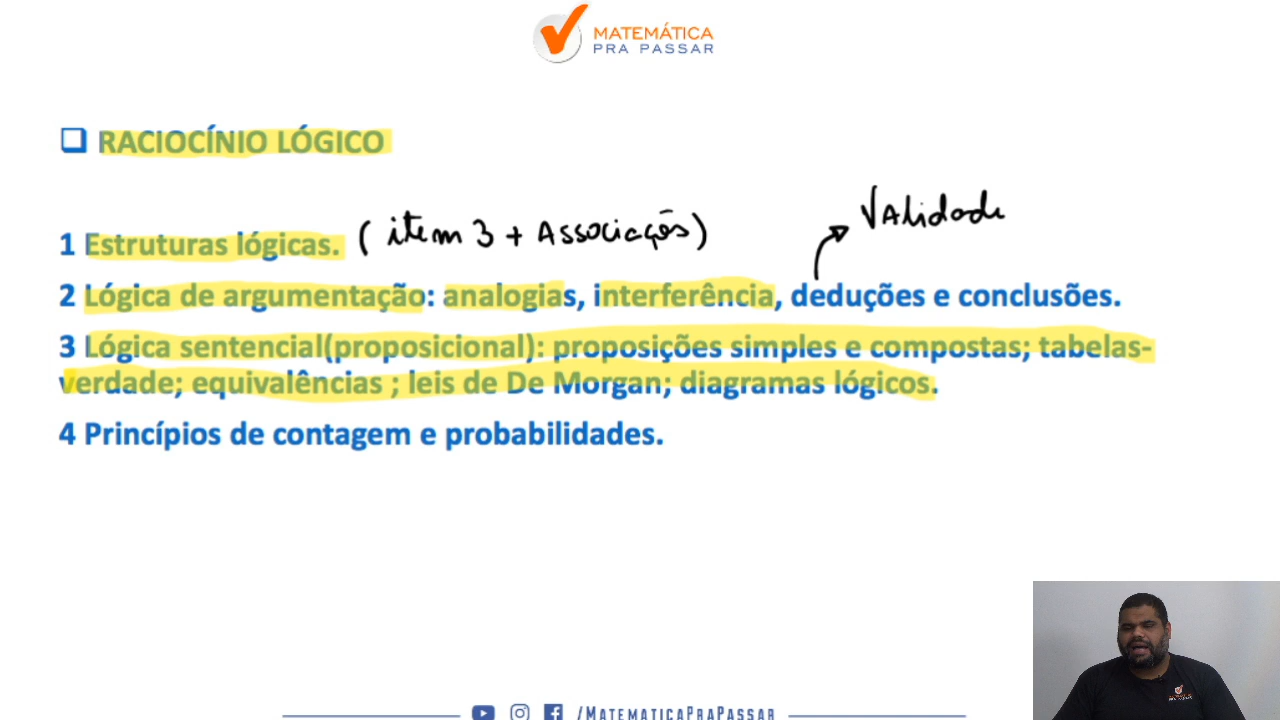 MATEMÁTICA
PRA PASSAR
RACIOCÍNIO LÓGICO
1 Estruturas lógicas. (item 3 + Associações)
Validade
2 Lógica de argumentação: analogias, interferência, deduções e conclusões.
3 Lógica sentencial(proposicional): proposições simples e compostas; tabelas-
verdade; equivalências ; leis de De Morgan; diagramas lógicos.
4 Princípios de contagem e probabilidades.
/MATEMATICAPRAPASSAR